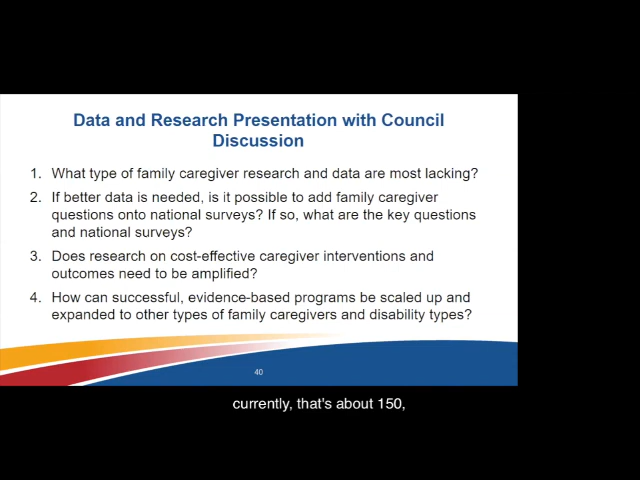 Data and Research Presentation with Council
Discussion
1. What type of family caregiver research and data are most lacking?
2. If better data is needed, is it possible to add family caregiver
questions onto national surveys? If so, what are the key questions
and national surveys?
3. Does research on cost-effective caregiver interventions and
outcomes need to be amplified?
4. How can successful, evidence-based programs be scaled up and
expanded to other types of family caregivers and disability types?
40
currently, that's about 150,